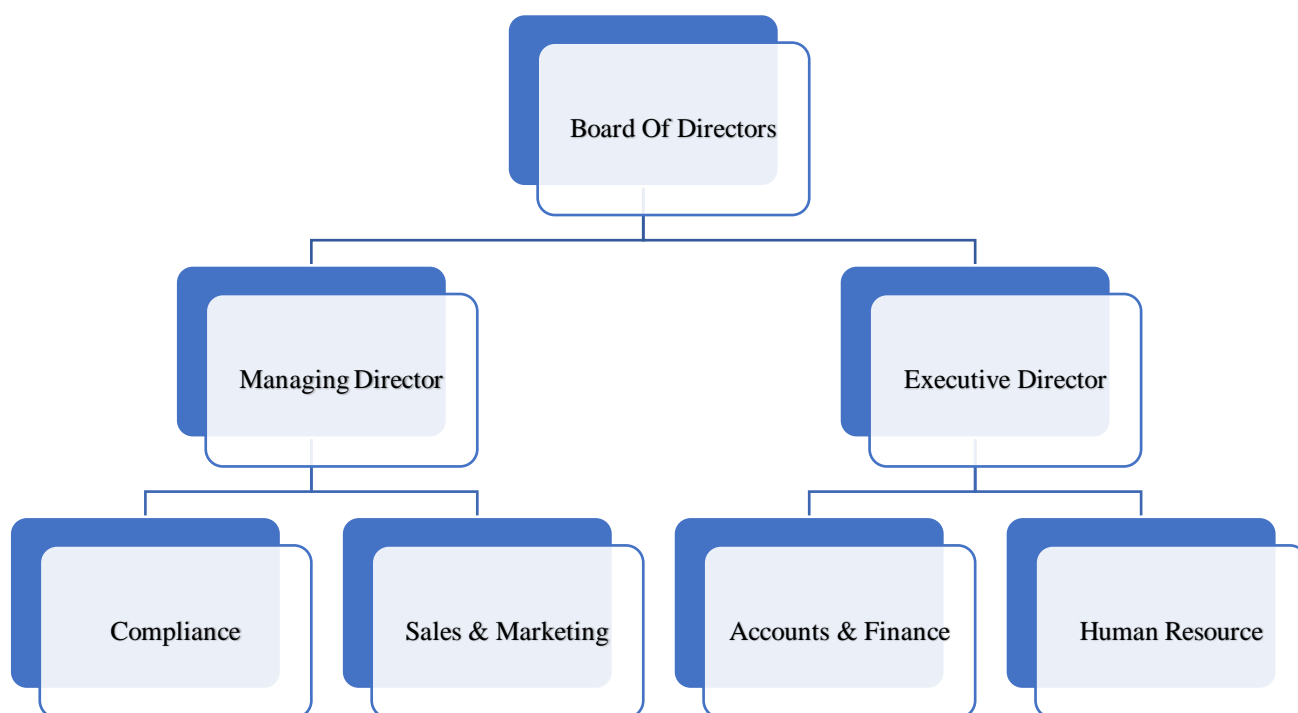 Board Of Directors
Managing Director
Executive Director
Compliance
Sales & Marketing
Accounts & Finance
Human Resource